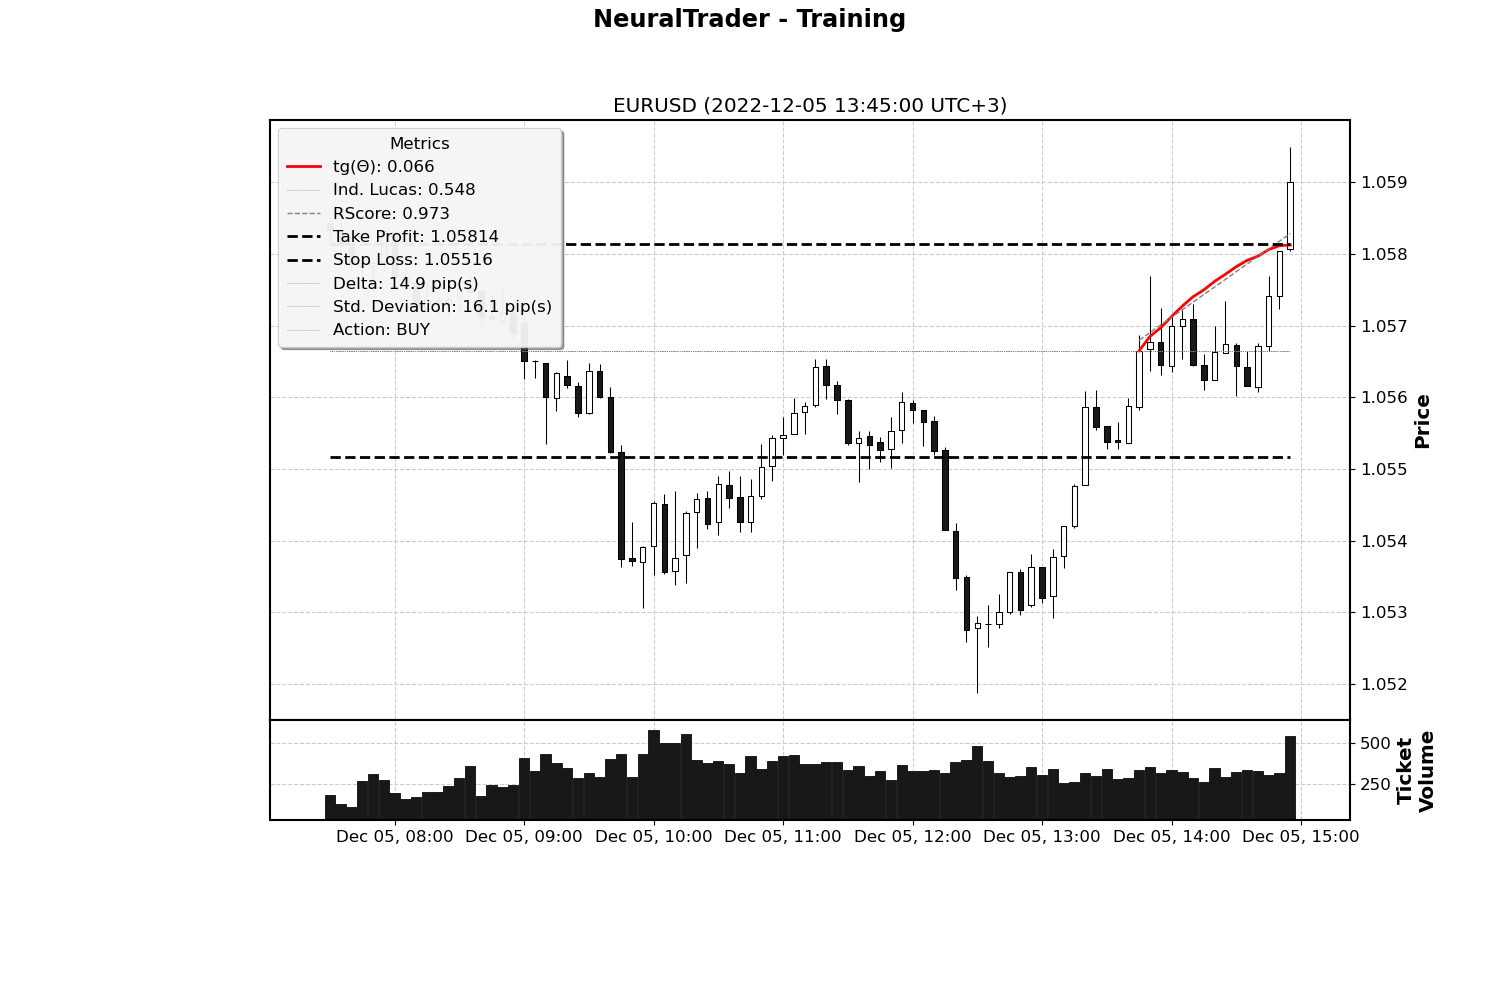 NeuralTrader - Training
EURUSD (2022-12-05 13:45:00 UTC+3)
Metrics
tg(Θ): 0.066
Ind. Lucas: 0.548
RScore: 0.973
Take Profit: 1.05814
Stop Loss: 1.05516
Delta: 14.9 pip(s)
Std. Deviation: 16.1 pip(s)
Action: BUY
1.059
1.058
1.057
1.056
1.055
1.054
1.053
1.052
Price
500
250
Ticket
Volume
Dec 05, 08:00 Dec 05, 09:00 Dec 05, 10:00 Dec 05, 11:00 Dec 05, 12:00 Dec 05, 13:00 Dec 05, 14:00 Dec 05, 15:00